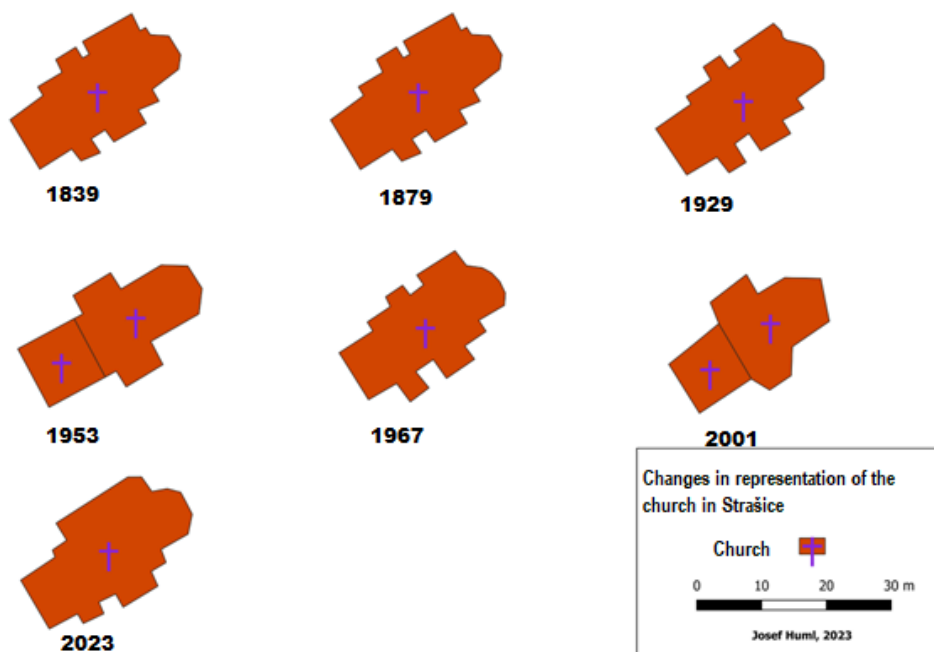 1839
1879
1929
1953
1967
2001
2023
Changes in representation of the
church in Strašice
Church
0 10 20 30 m
Josef Huml, 2023